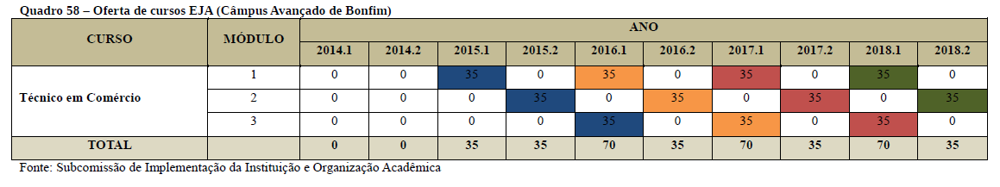 Quadro 58 – Oferta de cursos EJA (Câmpus Avançado de Bonfim)
CURSO MÓDULO ANO
2014.1 2014.2 2015.1 2015.2 2016.1 2016.2 2017.1 2017.2 2018.1 2018.2
Técnico em Comércio
1 0 0 35 0 35 0 35 0 35 0
2 0 0 0 35 0 35 0 35 0 35
3 0 0 0 0 35 0 35 0 35 0
TOTAL 0 0 35 35 70 35 70 35 70 35
Fonte: Subcomissão de Implementação da Instituição e Organização Acadêmica